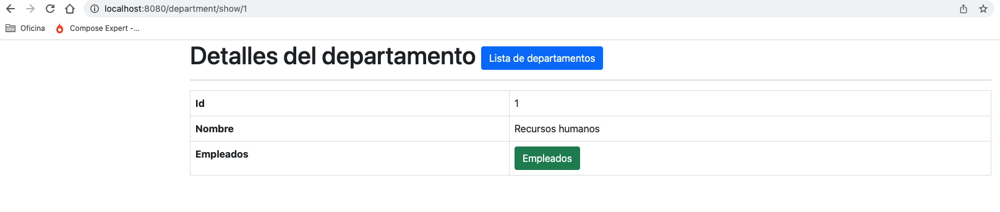 localhost:8080/department/show/1
Oficina Compose Expert -...
Detalles del departamento Lista de departamentos
Id 1
Nombre Recursos humanos
Empleados Empleados